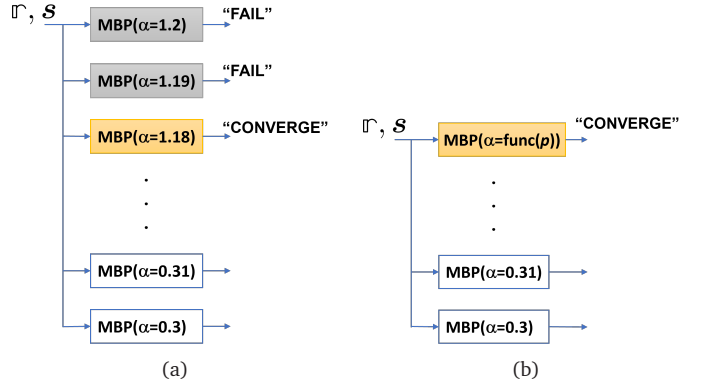 𝕣, s
MBP(α=1.2)
"FAIL"
MBP(α=1.19)
"FAIL"
MBP(α=1.18)
"CONVERGE"
.
.
.
MBP(α=0.31)
MBP(α=0.3)
(a)
𝕣, s
MBP(α=func(p))
"CONVERGE"
.
.
.
MBP(α=0.31)
MBP(α=0.3)
(b)